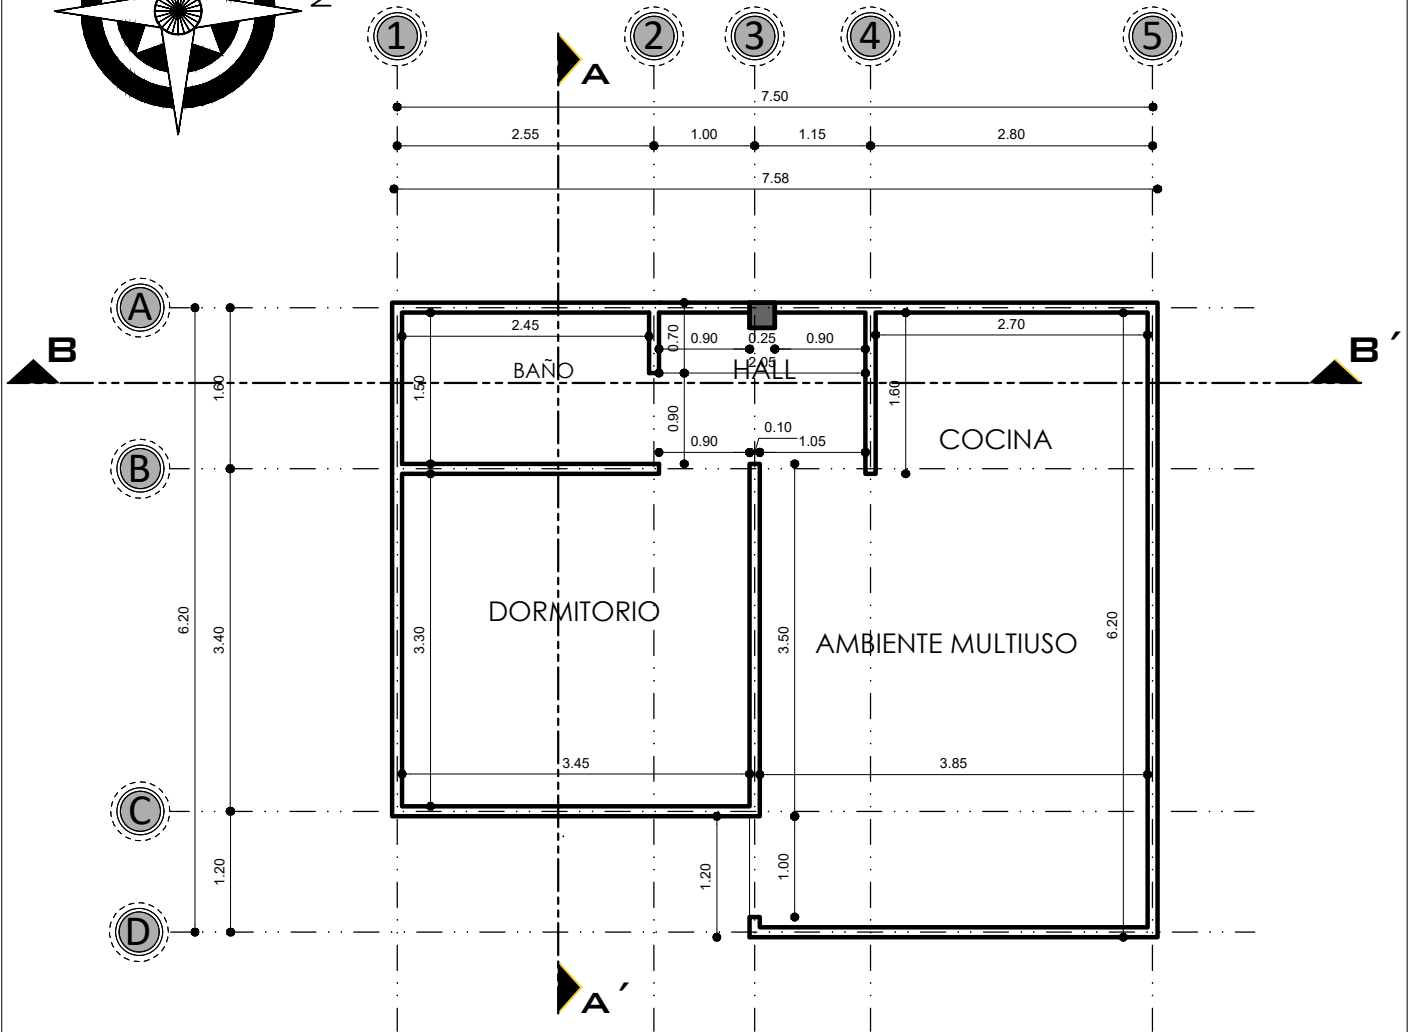 N
1 2 3 4 5
A
7.50
2.55 1.00 1.15 2.80
7.58
A
B B´
2.45 0.70 0.90 0.25 0.90 2.70
BAÑO 2.05
HALL
1.60 1.50 1.60
0.90
COCINA
0.90 0.10 1.05
B
DORMITORIO
6.20 3.40 3.30 3.50 6.20
AMBIENTE MULTIUSO
3.45 3.85
C
1.20 1.20 1.00
D
A´